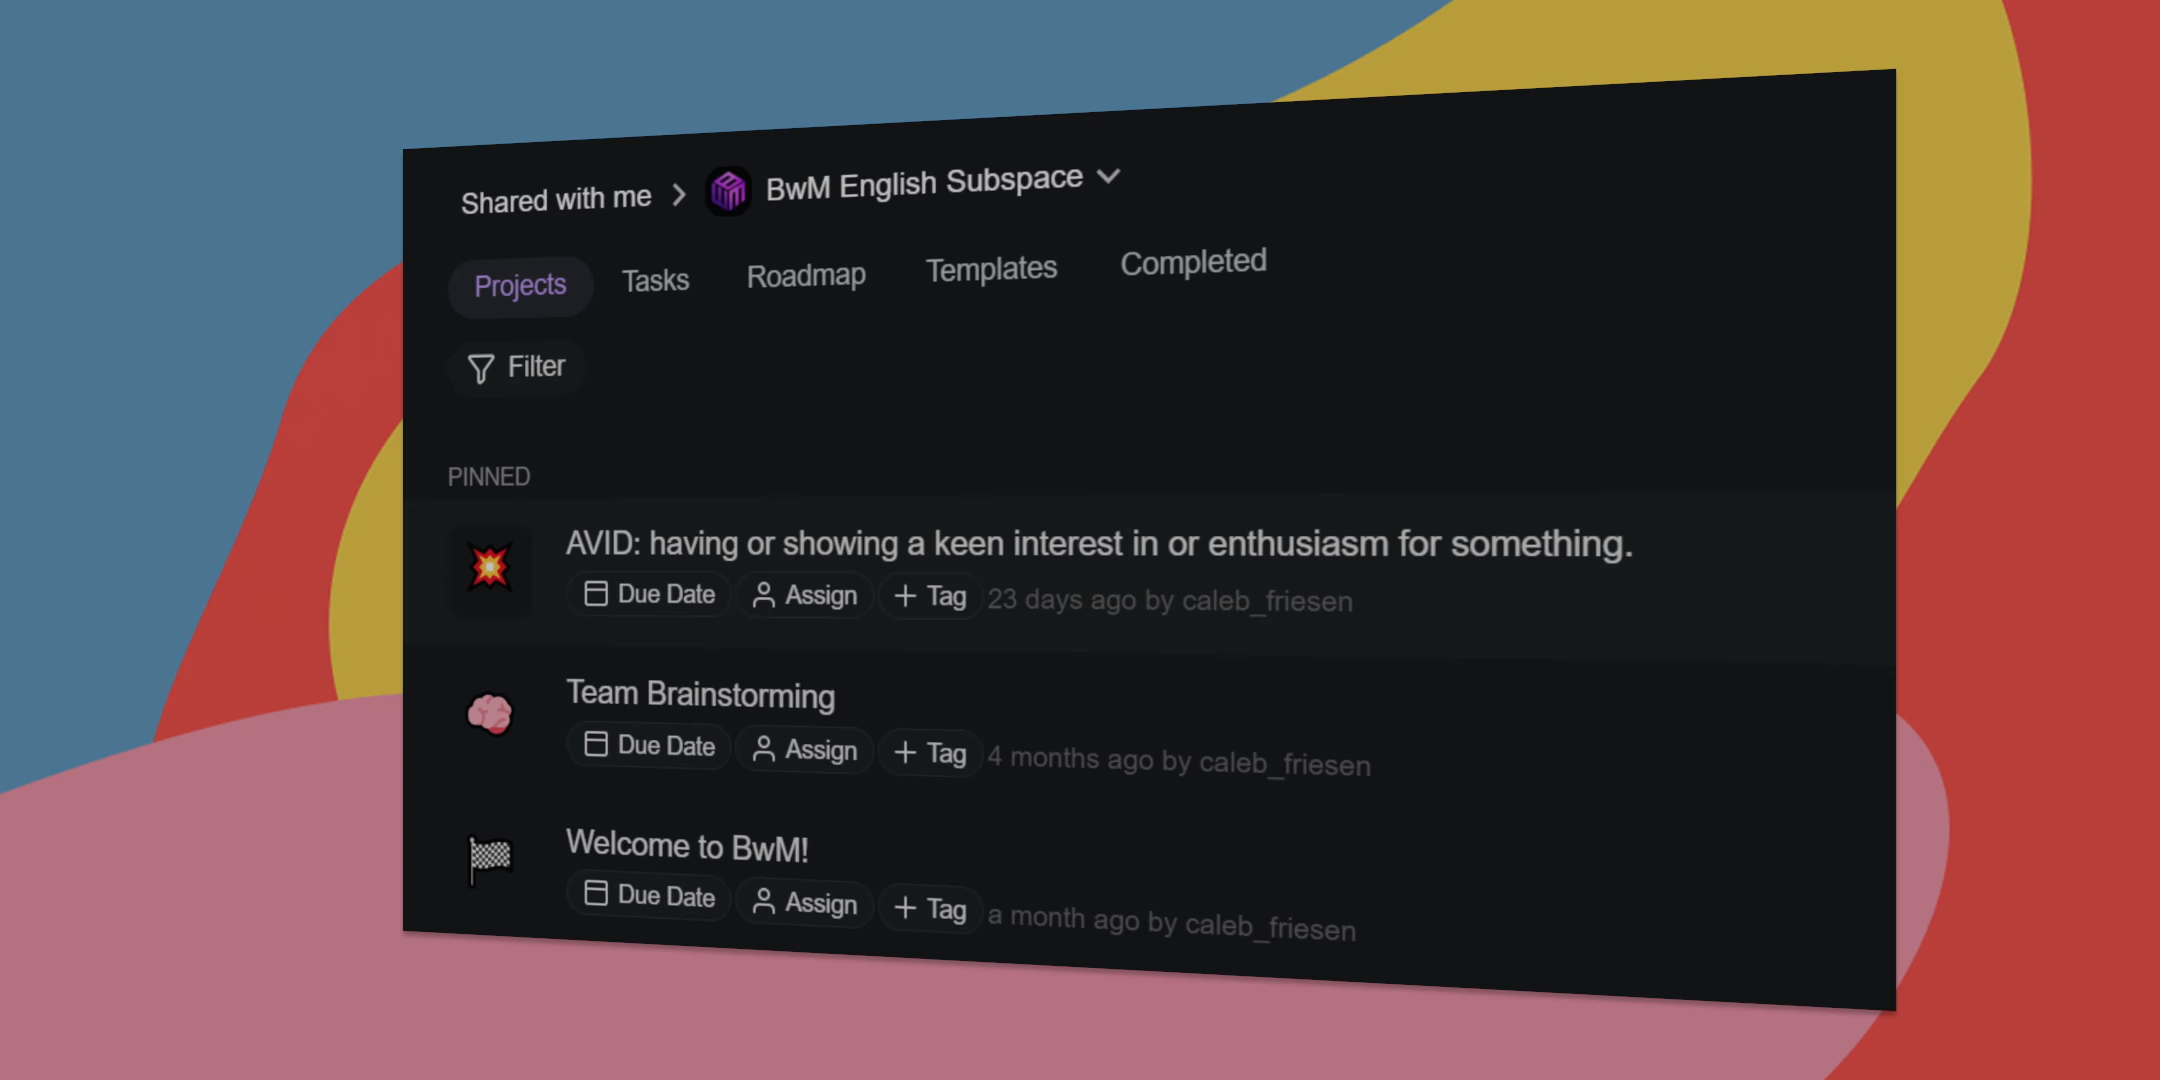 Shared with me > BwM English Subspace
Projects Tasks Roadmap Templates Completed
Filter
PINNED
AVID: having or showing a keen interest in or enthusiasm for something.
Due Date Assign + Tag 23 days ago by caleb_friesen
Team Brainstorming
Due Date Assign + Tag 4 months ago by caleb_friesen
Welcome to BwM!
Due Date Assign + Tag a month ago by caleb_friesen